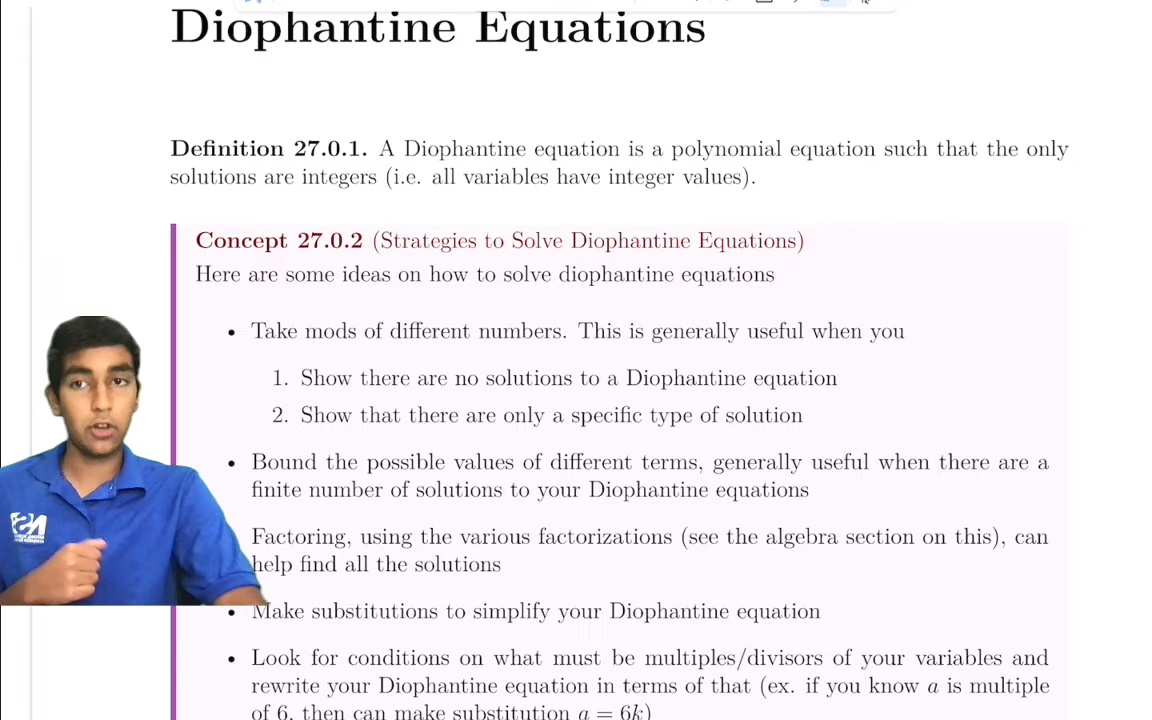 Diophantine Equations
Definition 27.0.1. A Diophantine equation is a polynomial equation such that the only
solutions are integers (i.e. all variables have integer values).
Concept 27.0.2 (Strategies to Solve Diophantine Equations)
Here are some ideas on how to solve diophantine equations
• Take mods of different numbers. This is generally useful when you
1. Show there are no solutions to a Diophantine equation
2. Show that there are only a specific type of solution
• Bound the possible values of different terms, generally useful when there are a
finite number of solutions to your Diophantine equations
Factoring, using the various factorizations (see the algebra section on this), can
help find all the solutions
• Make substitutions to simplify your Diophantine equation
• Look for conditions on what must be multiples/divisors of your variables and
rewrite your Diophantine equation in terms of that (ex. if you know a is multiple
of 6, then can make substitution a = 6k)